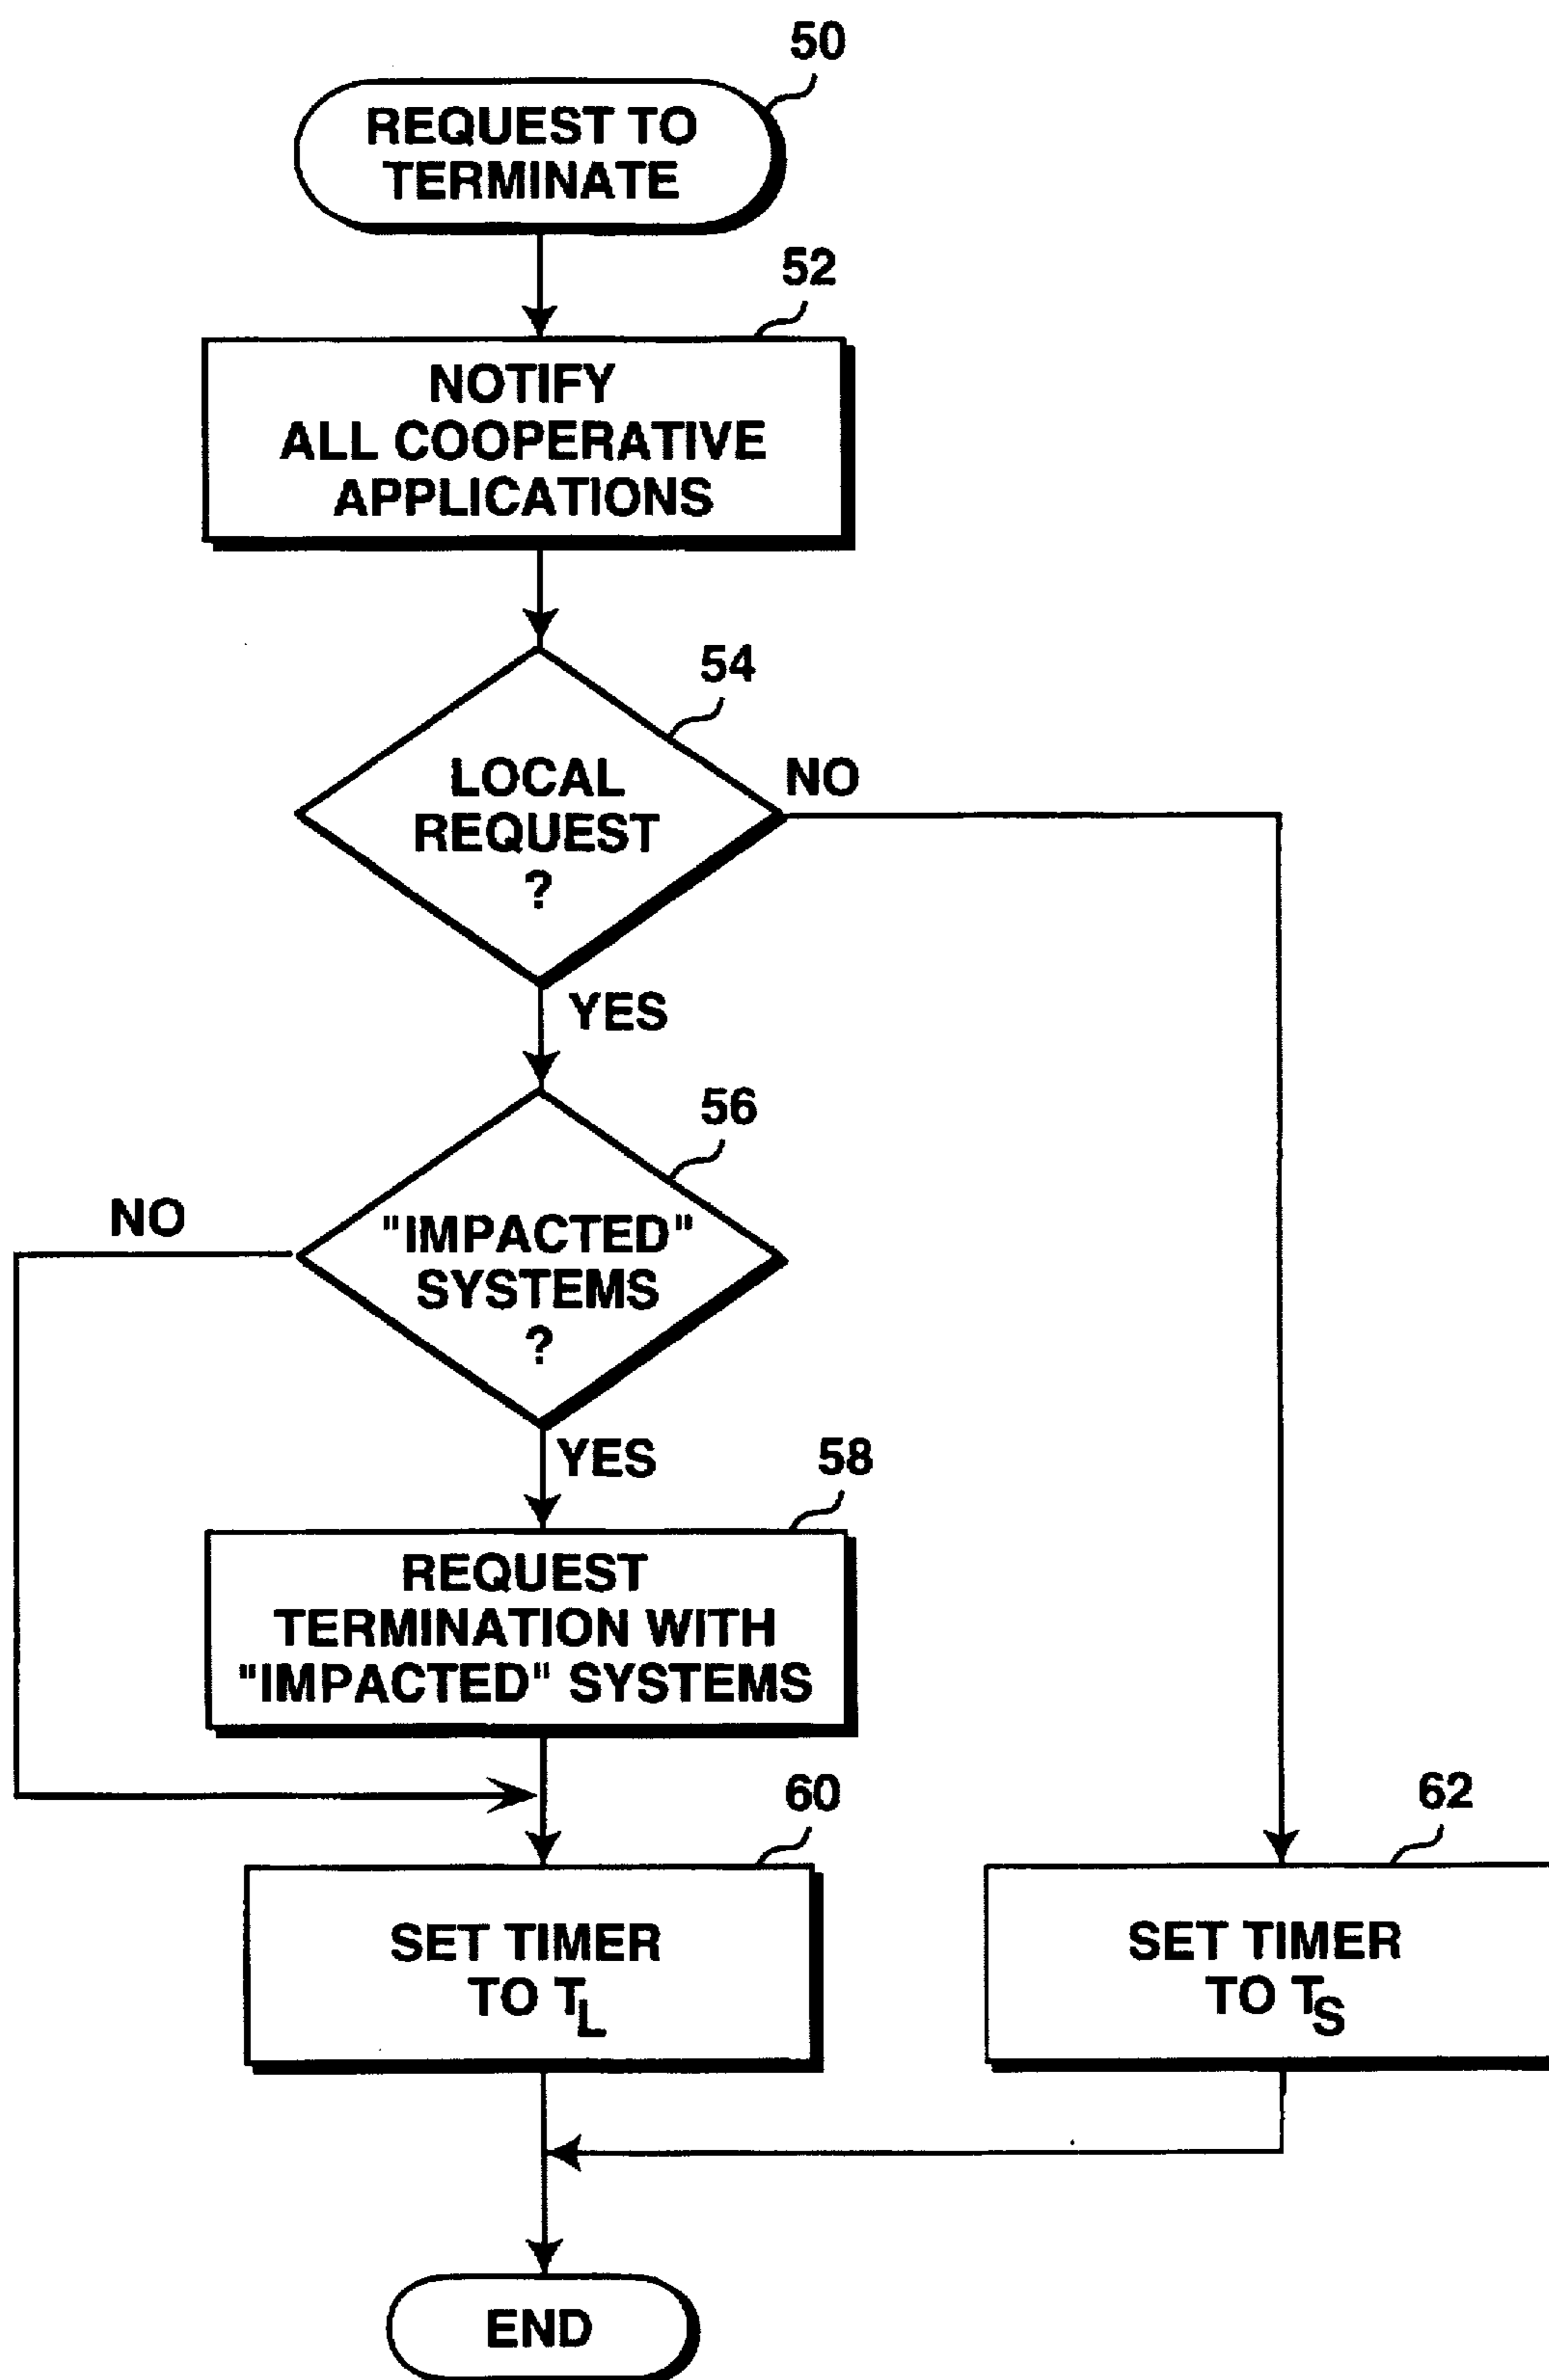 50
REQUEST TO
TERMINATE
52
NOTIFY
ALL COOPERATIVE
APPLICATIONS
54
LOCAL
REQUEST
?
NO
YES
56
"IMPACTED"
SYSTEMS
?
NO
YES
58
REQUEST
TERMINATION WITH
"IMPACTED" SYSTEMS
60
SET TIMER
TO TL
62
SET TIMER
TO TS
END